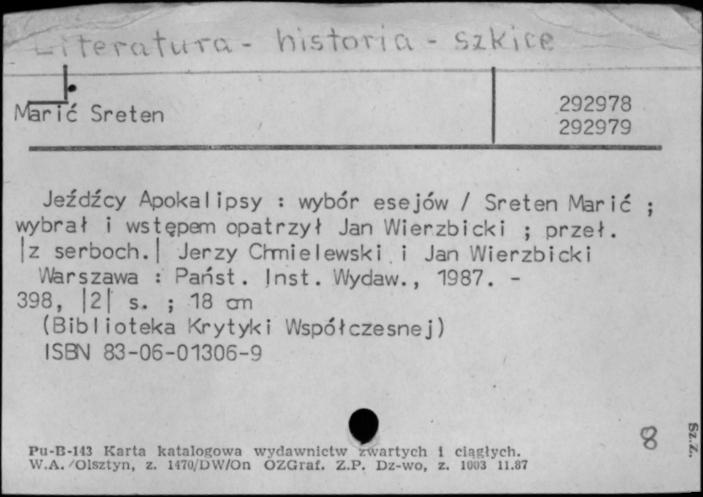 Literatura - historia - szkice
Marić Sreten
292978
292979
Jeźdźcy Apokalipsy : wybór esejów / Sreten Marić ;
wybrał i wstępem opatrzył Jan Wierzbicki ; przeł.
|z serboch.| Jerzy Chmielewski i Jan Wierzbicki
Warszawa : Państ. Inst. Wydaw., 1987. -
398, |2| s. ; 18 cm
(Biblioteka Krytyki Współczesnej)
ISBN 83-06-01306-9
8
Sz.Z.
Pu-B-143 Karta katalogowa wydawnictw zwartych i ciągłych.
W.A. Olsztyn, z. 1470/DW/On OZGraf. Z.P. Dz-wo, z. 1003 11.87